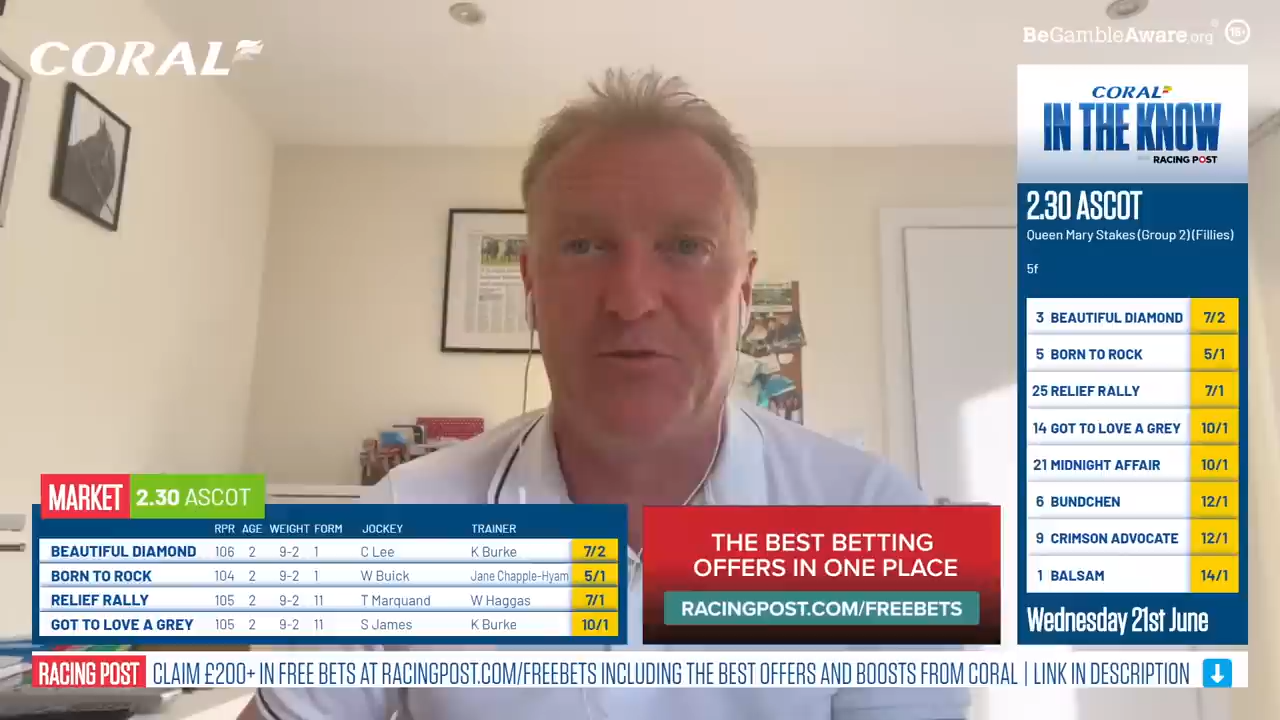 CORAL
BeGambleAware.org 18+
CORAL
IN THE KNOW
RACING POST
2.30 ASCOT
Queen Mary Stakes (Group 2) (Fillies)
5f
3 BEAUTIFUL DIAMOND 7/2
5 BORN TO ROCK 5/1
25 RELIEF RALLY 7/1
14 GOT TO LOVE A GREY 10/1
21 MIDNIGHT AFFAIR 10/1
6 BUNDCHEN 12/1
9 CRIMSON ADVOCATE 12/1
1 BALSAM 14/1
Wednesday 21st June
MARKET 2.30 ASCOT
RPR AGE WEIGHT FORM JOCKEY TRAINER
BEAUTIFUL DIAMOND 106 2 9-2 1 C Lee K Burke 7/2
BORN TO ROCK 104 2 9-2 1 W Buick Jane Chapple-Hyam 5/1
RELIEF RALLY 105 2 9-2 11 T Marquand W Haggas 7/1
GOT TO LOVE A GREY 105 2 9-2 11 S James K Burke 10/1
THE BEST BETTING
OFFERS IN ONE PLACE
RACINGPOST.COM/FREEBETS
RACING POST CLAIM £200+ IN FREE BETS AT RACINGPOST.COM/FREEBETS INCLUDING THE BEST OFFERS AND BOOSTS FROM CORAL | LINK IN DESCRIPTION